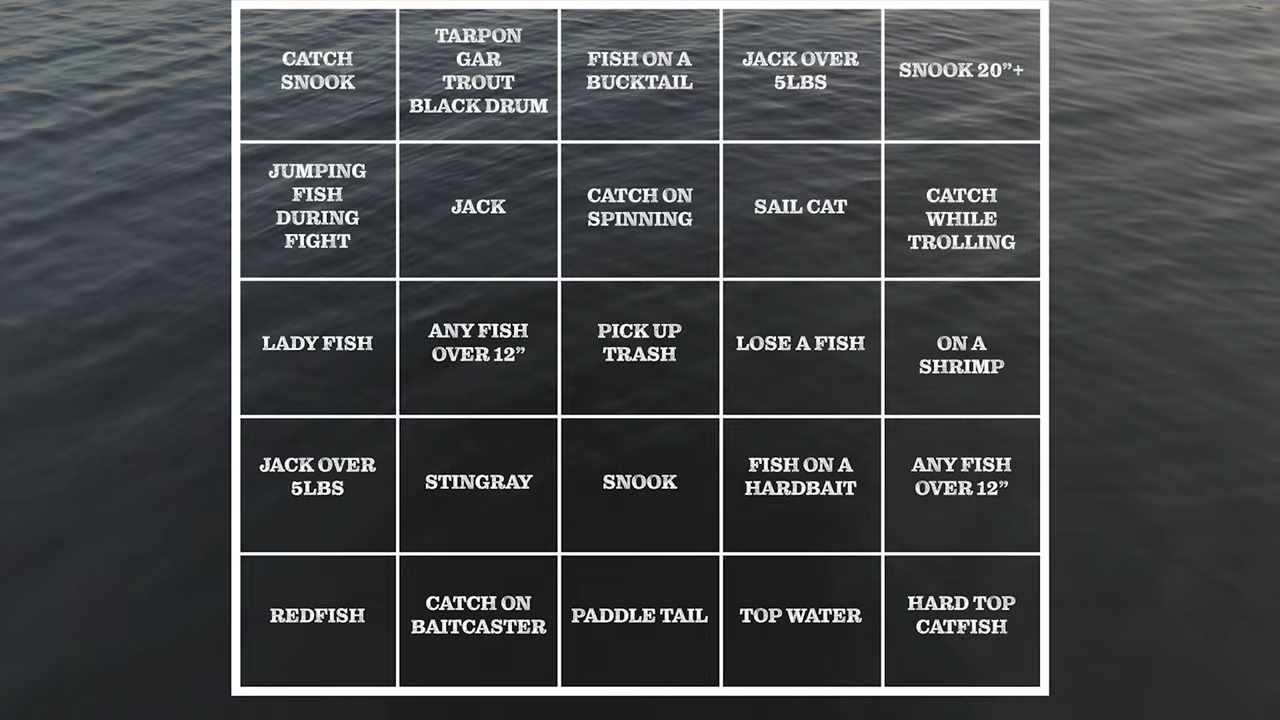 CATCH
SNOOK
TARPON
GAR
TROUT
BLACK DRUM
FISH ON A
BUCKTAIL
JACK OVER
5LBS
SNOOK 20”+
JUMPING
FISH
DURING
FIGHT
JACK
CATCH ON
SPINNING
SAIL CAT
CATCH
WHILE
TROLLING
LADY FISH
ANY FISH
OVER 12”
PICK UP
TRASH
LOSE A FISH
ON A
SHRIMP
JACK OVER
5LBS
STINGRAY
SNOOK
FISH ON A
HARDBAIT
ANY FISH
OVER 12”
REDFISH
CATCH ON
BAITCASTER
PADDLE TAIL
TOP WATER
HARD TOP
CATFISH